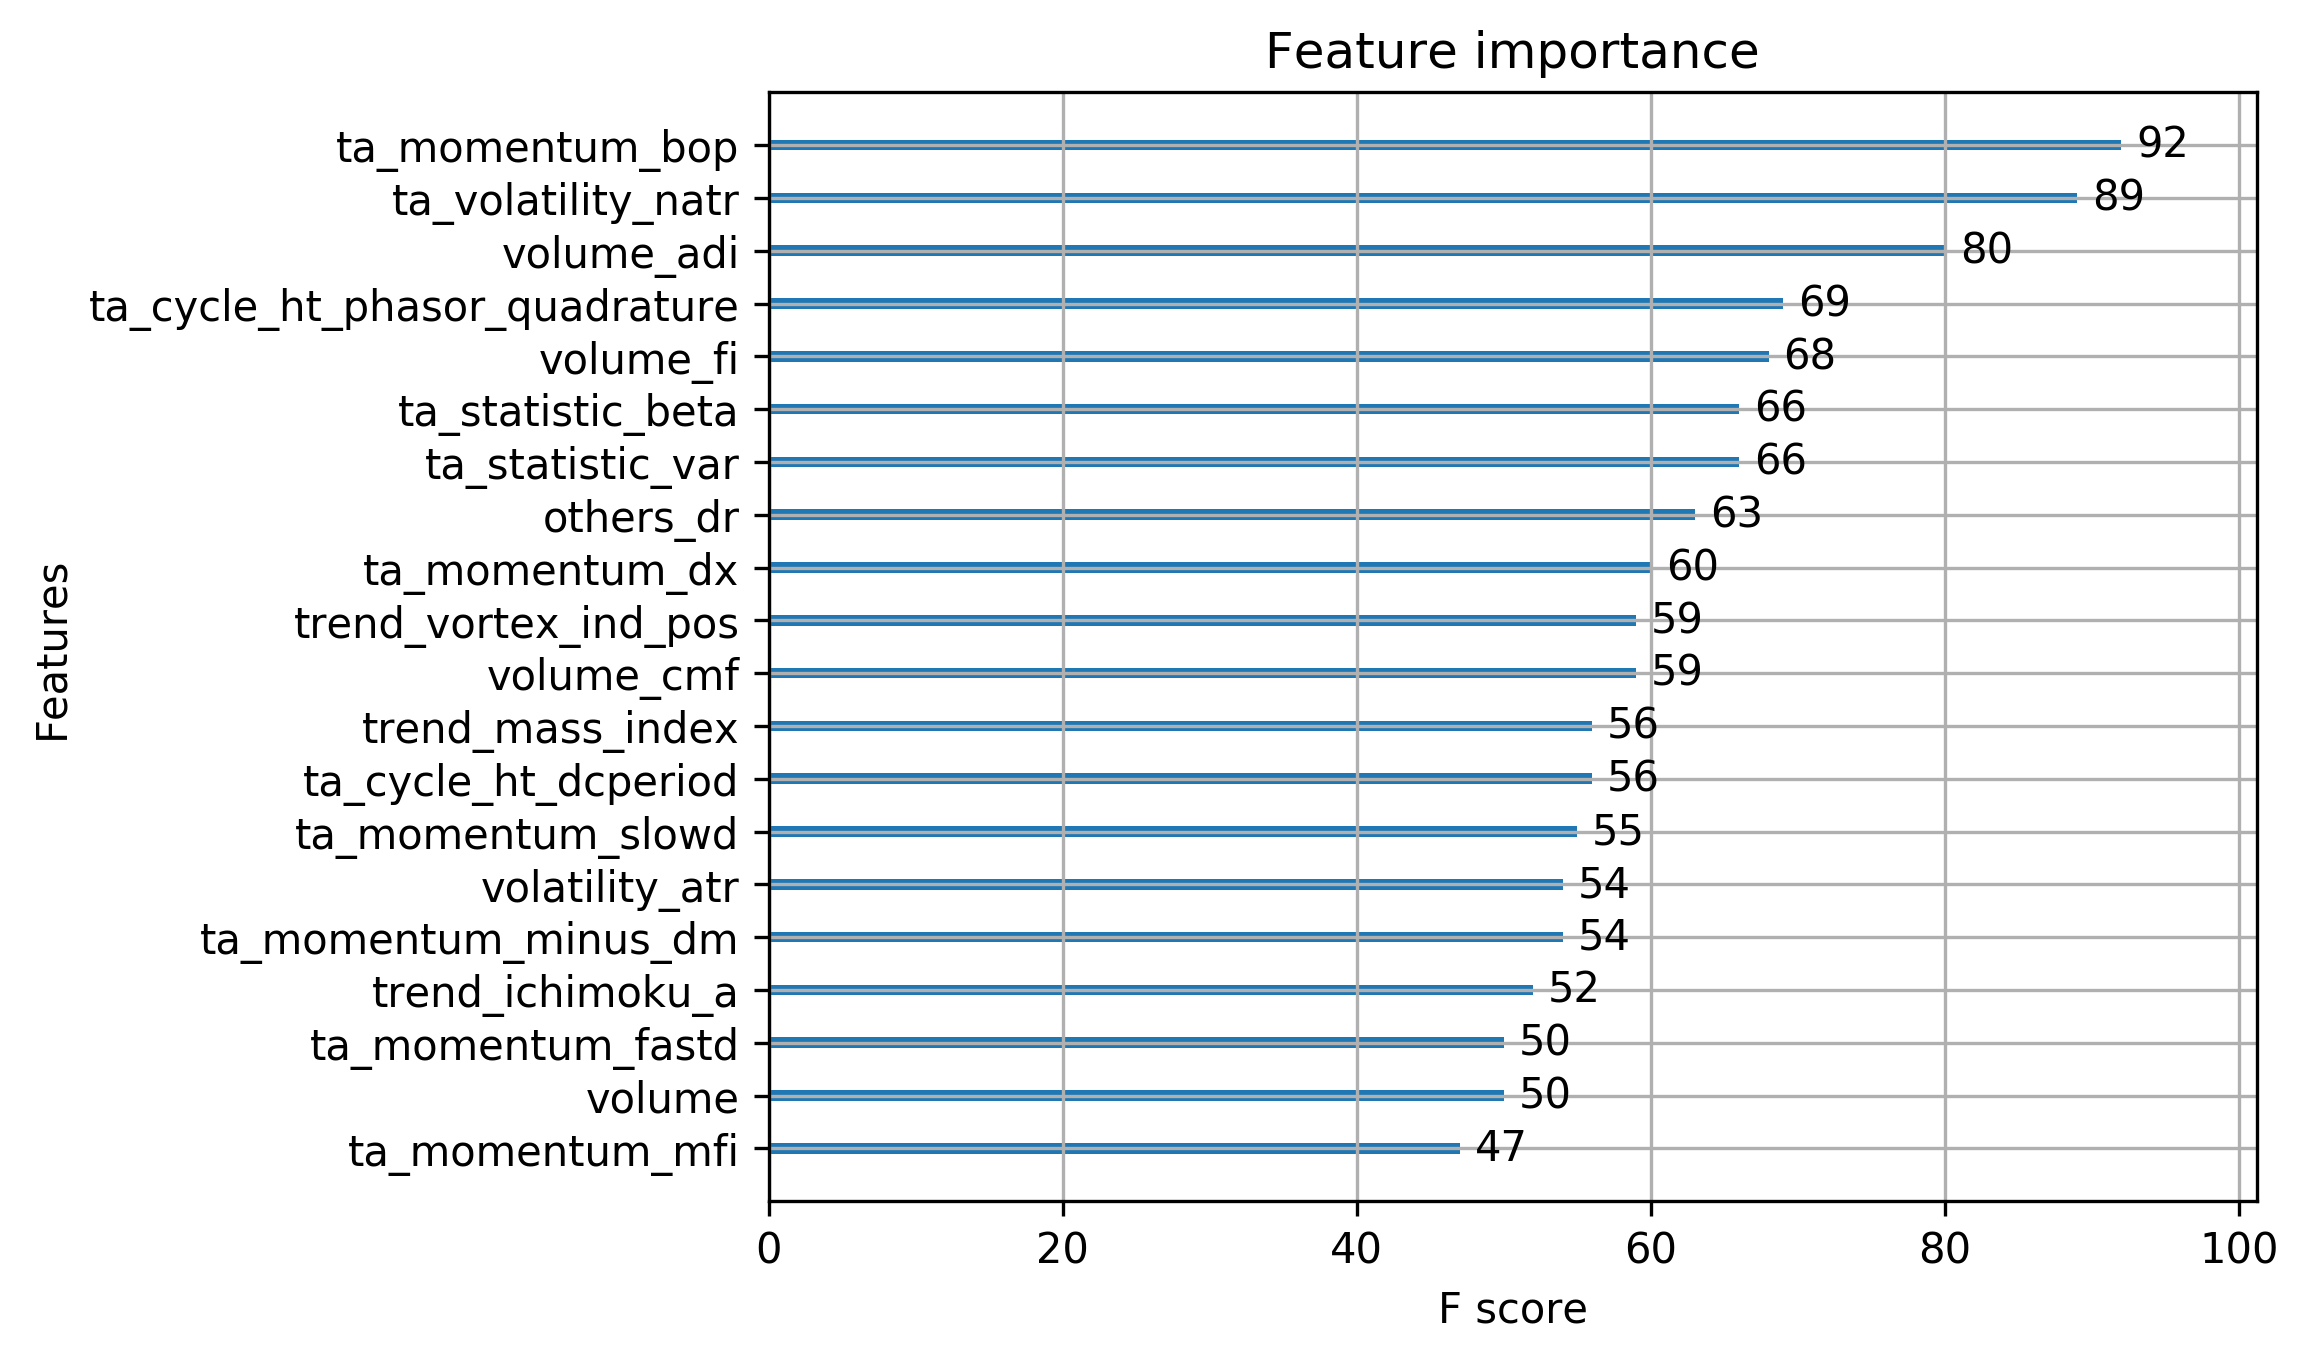 Feature importance
ta_momentum_bop 92
ta_volatility_natr 89
volume_adi 80
ta_cycle_ht_phasor_quadrature 69
volume_fi 68
ta_statistic_beta 66
ta_statistic_var 66
others_dr 63
ta_momentum_dx 60
trend_vortex_ind_pos 59
volume_cmf 59
trend_mass_index 56
ta_cycle_ht_dcperiod 56
ta_momentum_slowd 55
volatility_atr 54
ta_momentum_minus_dm 54
trend_ichimoku_a 52
ta_momentum_fastd 50
volume 50
ta_momentum_mfi 47
Features
0 20 40 60 80 100
F score